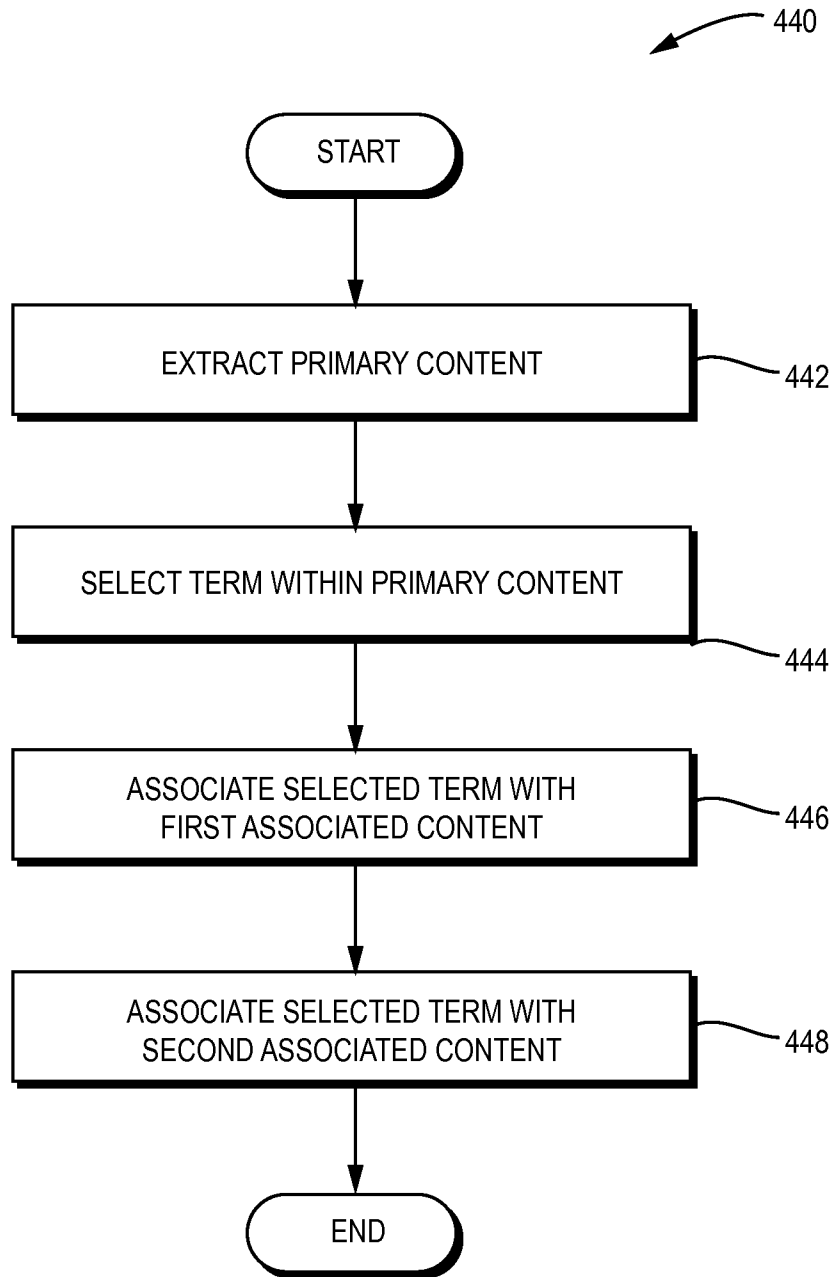 440
START
EXTRACT PRIMARY CONTENT
442
SELECT TERM WITHIN PRIMARY CONTENT
444
ASSOCIATE SELECTED TERM WITH
FIRST ASSOCIATED CONTENT
446
ASSOCIATE SELECTED TERM WITH
SECOND ASSOCIATED CONTENT
448
END